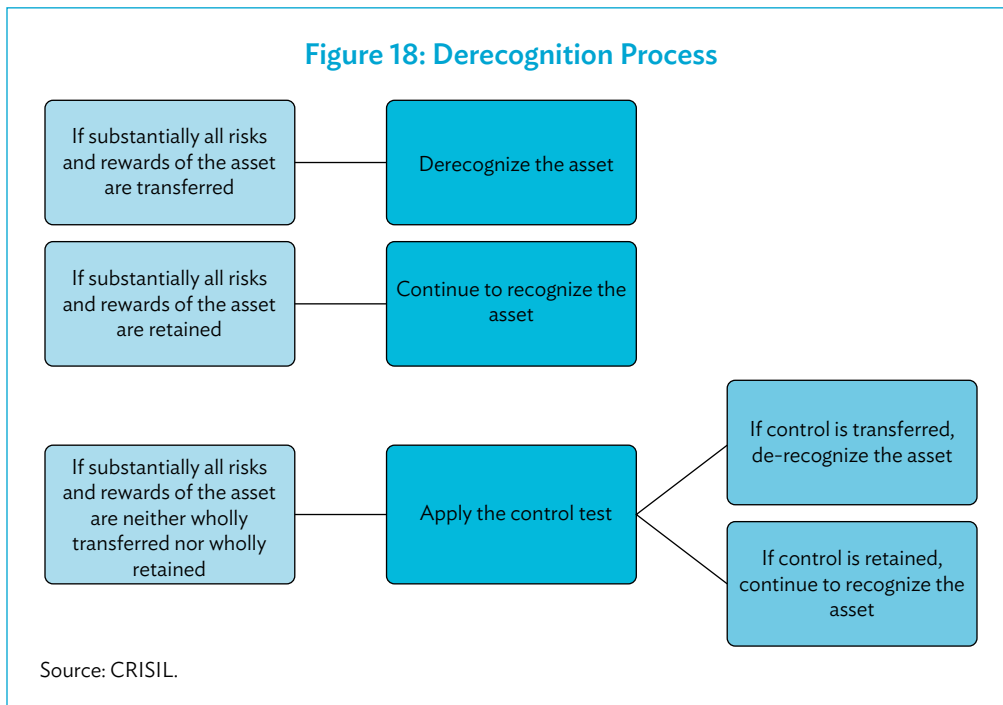 Figure 18: Derecognition Process
If substantially all risks
and rewards of the asset
are transferred
Derecognize the asset
If substantially all risks
and rewards of the asset
are retained
Continue to recognize the
asset
If substantially all risks
and rewards of the asset
are neither wholly
transferred nor wholly
retained
Apply the control test
If control is transferred,
de-recognize the asset
If control is retained,
continue to recognize the
asset
Source: CRISIL.